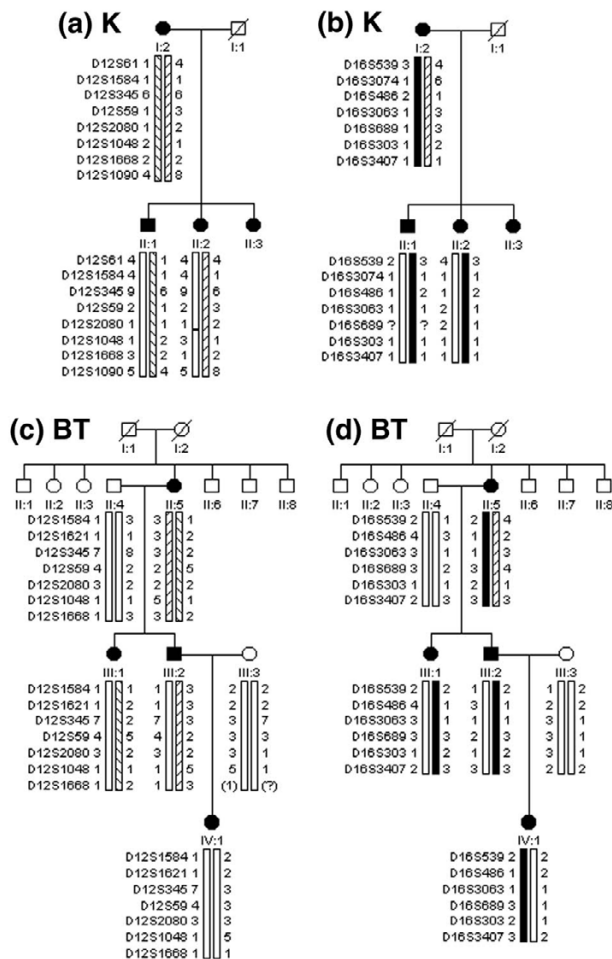 (a) K
I:2 I:1
D12S61 1 4
D12S1584 1 1
D12S345 6 6
D12S59 1 3
D12S2080 1 2
D12S1048 2 1
D12S1668 2 2
D12S1090 4 8
II:1 II:2 II:3
D12S61 4 1 4 4
D12S1584 4 1 1 4
D12S345 9 6 9 6
D12S59 2 1 2 3
D12S2080 1 1 1 2
D12S1048 1 2 3 1
D12S1668 3 2 2 2
D12S1090 5 4 5 8
(b) K
I:2 I:1
D16S539 3 4
D16S3074 1 6
D16S486 2 1
D16S3063 1 3
D16S689 1 3
D16S303 1 2
D16S3407 1 1
II:1 II:2 II:3
D16S539 2 3 4 3
D16S3074 1 1 1 1
D16S486 1 2 1 2
D16S3063 1 1 1 1
D16S689 ? ? 2 1
D16S303 1 1 1 1
D16S3407 1 1 1 1
(c) BT
I:1 I:2
II:1 II:2 II:3 II:4 II:5 II:6 II:7 II:8
D12S1584 1 3 3 1
D12S1621 1 2 3 1
D12S345 7 8 3 2
D12S59 4 2 2 5
D12S2080 3 2 2 2
D12S1048 1 1 5 1
D12S1668 1 3 3 2
III:1 III:2 III:3
D12S1584 1 1 1 3 2 2
D12S1621 1 1 1 3 2 2
D12S345 7 2 7 3 3 7
D12S59 4 5 4 2 3 3
D12S2080 3 2 3 2 3 1
D12S1048 1 1 1 5 5 1
D12S1668 1 2 1 3 (1) (?)
IV:1
D12S1584 1 2
D12S1621 1 2
D12S345 7 3
D12S59 4 3
D12S2080 3 3
D12S1048 1 5
D12S1668 1 1
(d) BT
I:1 I:2
II:1 II:2 II:3 II:4 II:5 II:6 II:7 II:8
D16S539 2 1 2 4
D16S486 4 3 1 2
D16S3063 3 1 1 3
D16S689 3 2 3 4
D16S303 1 1 2 1
D16S3407 2 3 3 3
III:1 III:2 III:3
D16S539 2 2 1 2 2 2
D16S486 4 1 3 1 1 2
D16S3063 3 1 1 1 3 1
D16S689 3 3 2 3 3 1
D16S303 1 2 1 2 1 1
D16S3407 2 3 3 3 1 2
IV:1
D16S539 2 2
D16S486 1 2
D16S3063 1 1
D16S689 3 1
D16S303 2 1
D16S3407 3 2